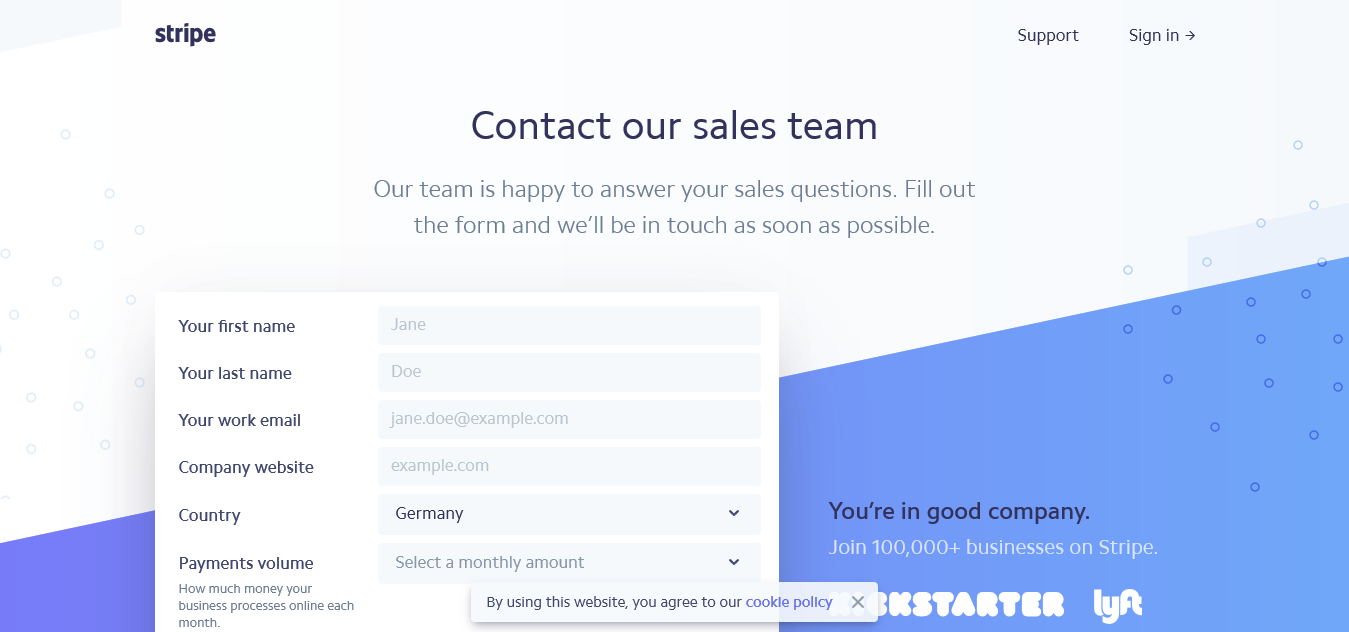 stripe
Support
Sign in →
Contact our sales team
Our team is happy to answer your sales questions. Fill out
the form and we’ll be in touch as soon as possible.
Your first name
Jane
Your last name
Doe
Your work email
jane.doe@example.com
Company website
example.com
Country
Germany
Payments volume
How much money your
business processes online each
month.
Select a monthly amount
You’re in good company.
Join 100,000+ businesses on Stripe.
KICKSTARTER
lyft
By using this website, you agree to our cookie policy